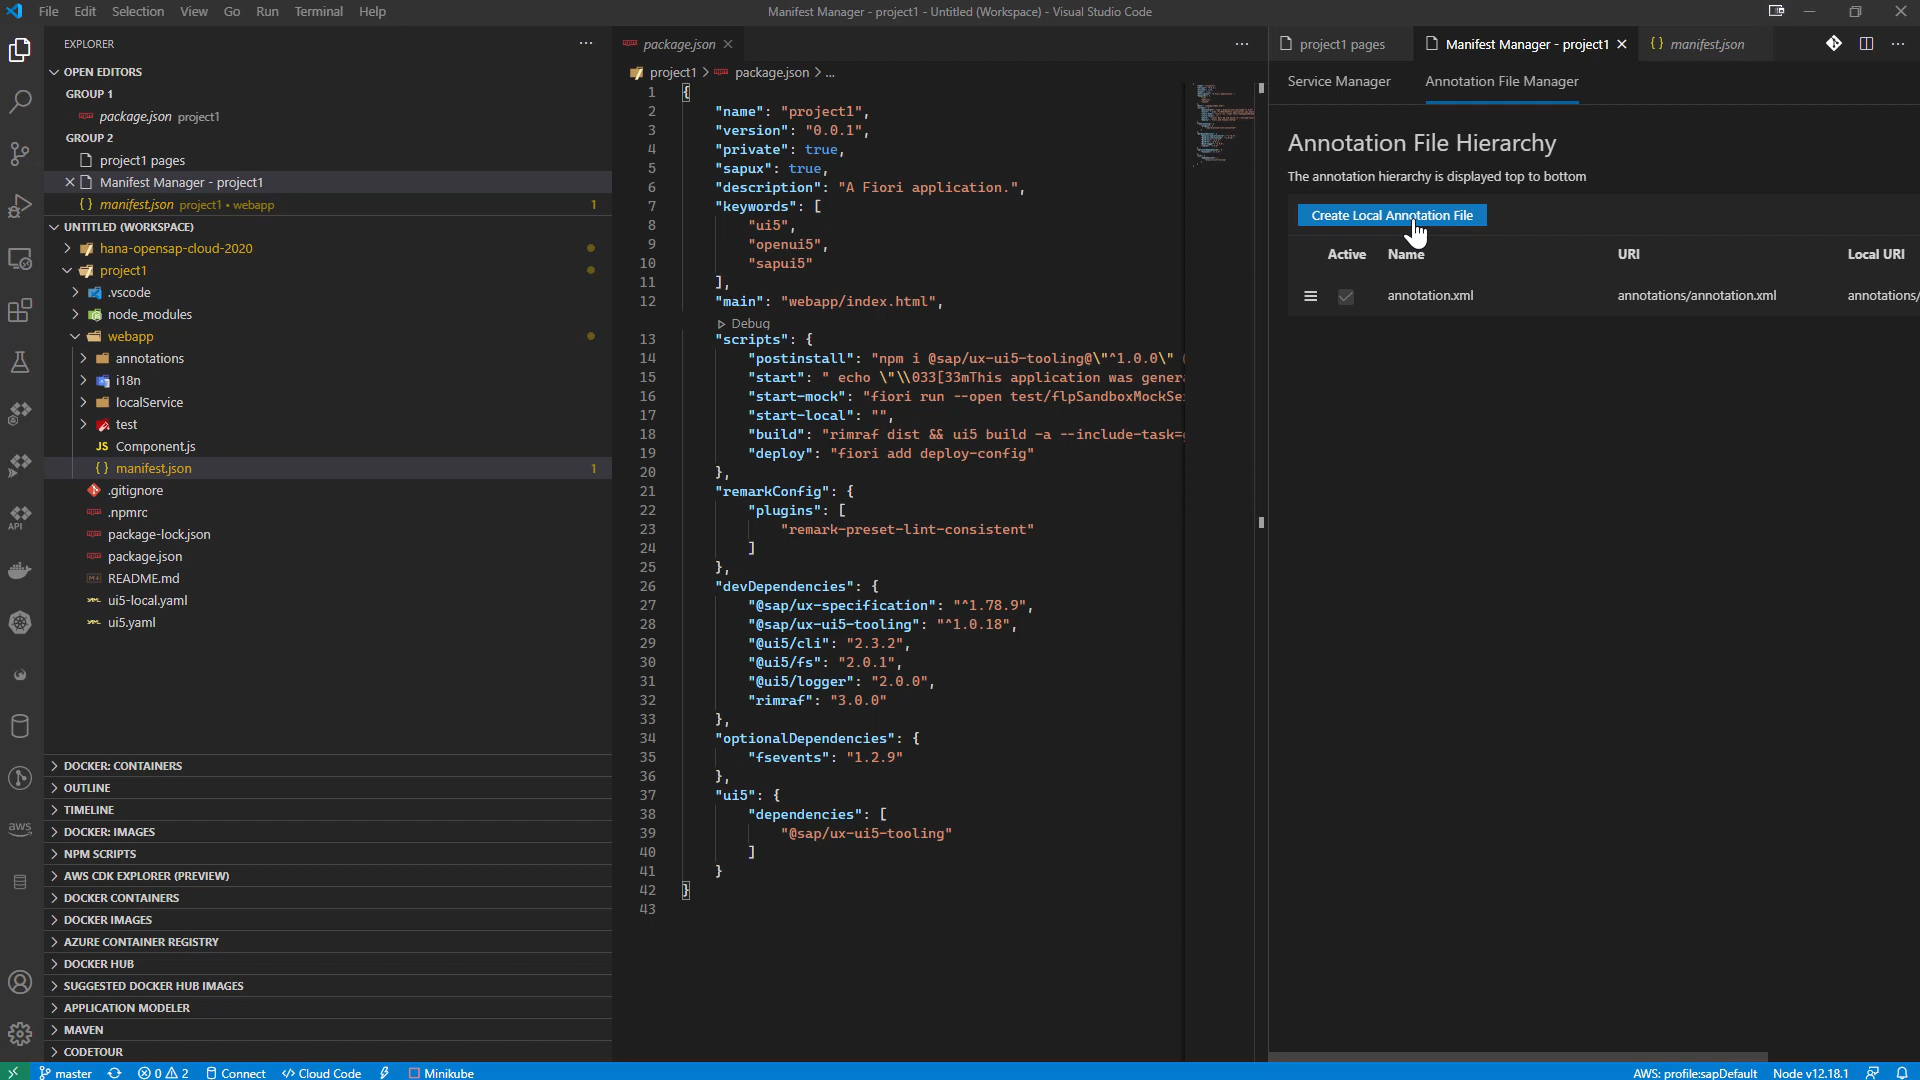 File Edit Selection View Go Run Terminal Help
Manifest Manager - project1 - Untitled (Workspace) - Visual Studio Code
EXPLORER
OPEN EDITORS
GROUP 1
package.json project1
GROUP 2
project1 pages
Manifest Manager - project1
{} manifest.json project1 • webapp 1
UNTITLED (WORKSPACE)
hana-opensap-cloud-2020
project1
.vscode
node_modules
webapp
annotations
i18n
localService
test
JS Component.js
{} manifest.json 1
.gitignore
.npmrc
package-lock.json
package.json
README.md
ui5-local.yaml
ui5.yaml
DOCKER: CONTAINERS
OUTLINE
TIMELINE
DOCKER: IMAGES
NPM SCRIPTS
AWS CDK EXPLORER (PREVIEW)
DOCKER CONTAINERS
DOCKER IMAGES
AZURE CONTAINER REGISTRY
DOCKER HUB
SUGGESTED DOCKER HUB IMAGES
APPLICATION MODELER
MAVEN
CODETOUR
API
aws
package.json
project1 > package.json > ...
1 {
2 "name": "project1",
3 "version": "0.0.1",
4 "private": true,
5 "sapux": true,
6 "description": "A Fiori application.",
7 "keywords": [
8 "ui5",
9 "openui5",
10 "sapui5"
11 ],
12 "main": "webapp/index.html",
Debug
13 "scripts": {
14 "postinstall": "npm i @sap/ux-ui5-tooling@\"^1.0.0\" (
15 "start": " echo \"\\033[33mThis application was genera
16 "start-mock": "fiori run --open test/flpSandboxMockSe
17 "start-local": "",
18 "build": "rimraf dist && ui5 build -a --include-task=g
19 "deploy": "fiori add deploy-config"
20 },
21 "remarkConfig": {
22 "plugins": [
23 "remark-preset-lint-consistent"
24 ]
25 },
26 "devDependencies": {
27 "@sap/ux-specification": "^1.78.9",
28 "@sap/ux-ui5-tooling": "^1.0.18",
29 "@ui5/cli": "2.3.2",
30 "@ui5/fs": "2.0.1",
31 "@ui5/logger": "2.0.0",
32 "rimraf": "3.0.0"
33 },
34 "optionalDependencies": {
35 "fsevents": "1.2.9"
36 },
37 "ui5": {
38 "dependencies": [
39 "@sap/ux-ui5-tooling"
40 ]
41 }
42 }
43
project1 pages
Manifest Manager - project1
{} manifest.json
Service Manager Annotation File Manager
Annotation File Hierarchy
The annotation hierarchy is displayed top to bottom
Create Local Annotation File
Active Name URI Local URI
annotation.xml annotations/annotation.xml annotations/
master 0 2 Connect Cloud Code Minikube
AWS: profile:sapDefault Node v12.18.1